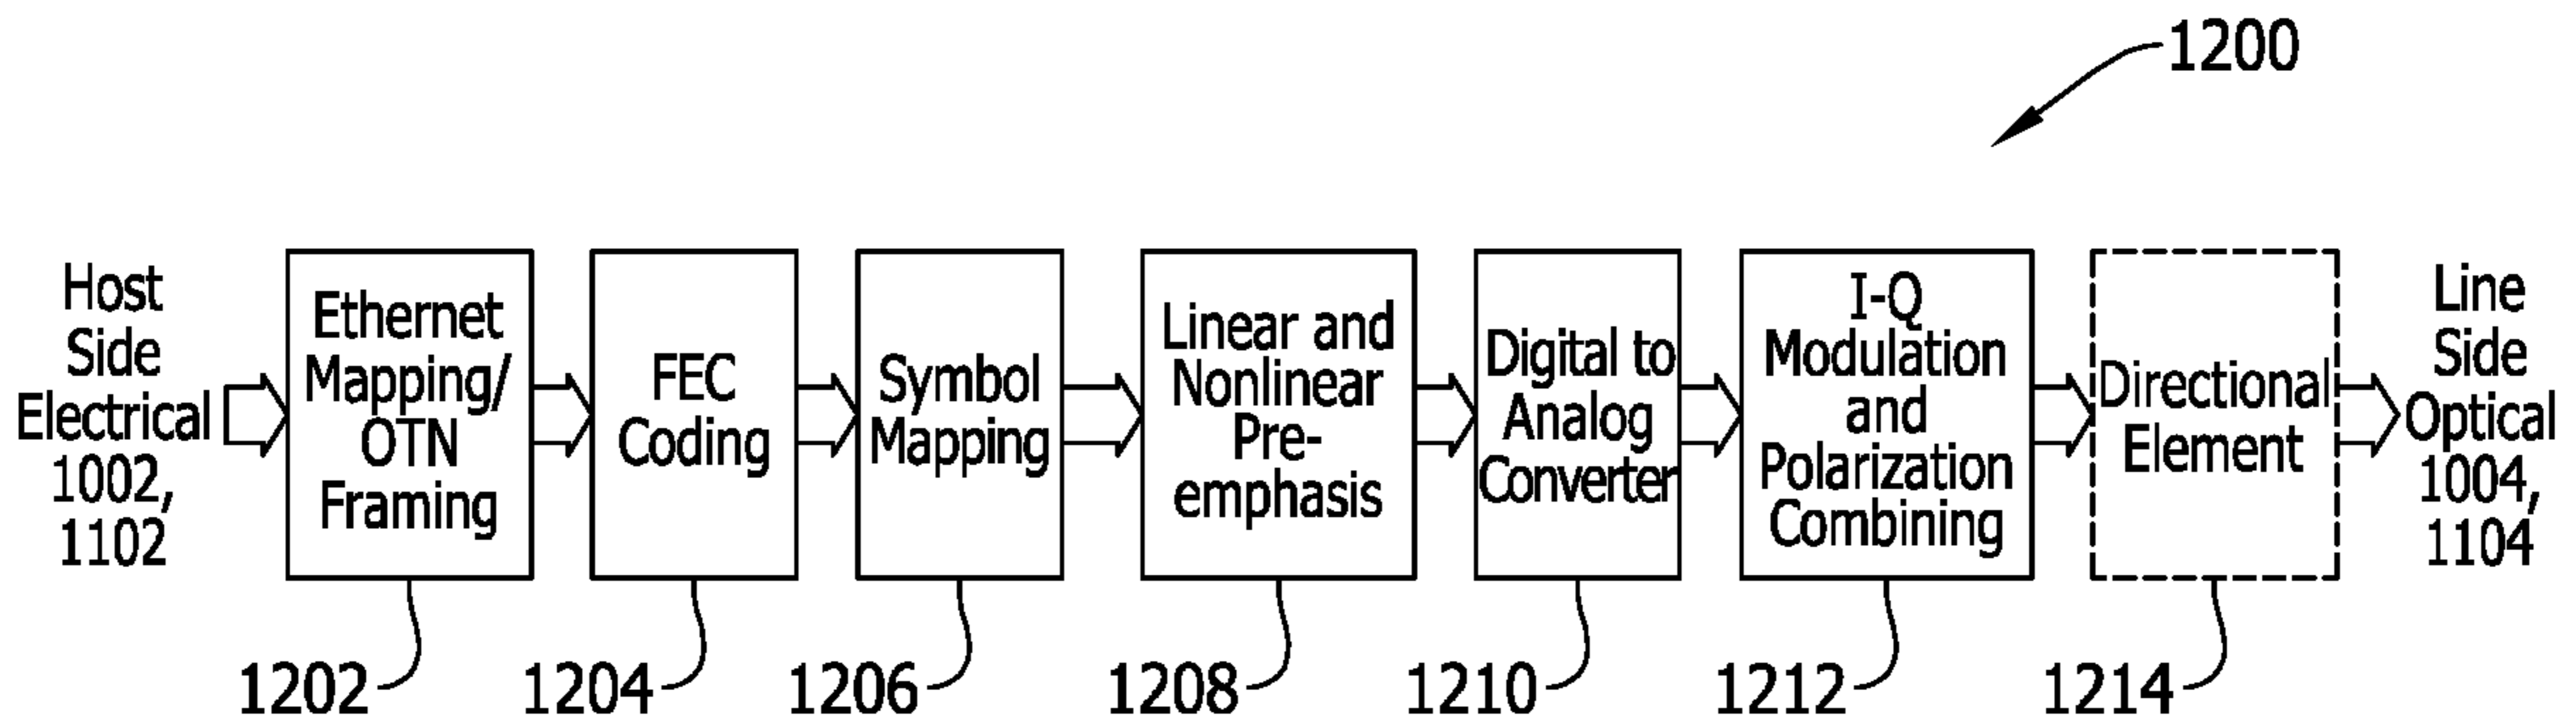 1200
Host
Side
Electrical
1002,
1102
Ethernet
Mapping/
OTN
Framing
FEC
Coding
Symbol
Mapping
Linear and
Nonlinear
Pre-
emphasis
Digital to
Analog
Converter
I-Q
Modulation
and
Polarization
Combining
Directional
Element
Line
Side
Optical
1004,
1104
1202
1204
1206
1208
1210
1212
1214